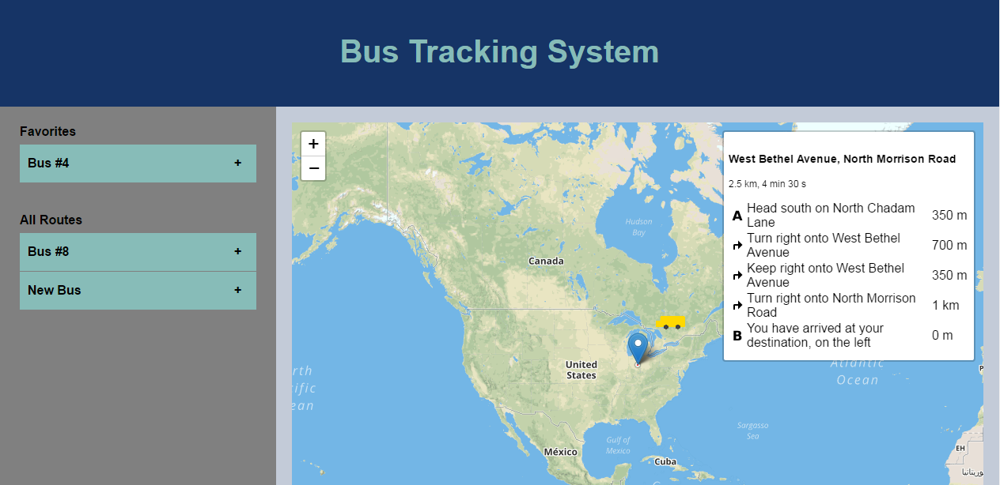 Bus Tracking System
Favorites
Bus #4 +
All Routes
Bus #8 +
New Bus +
+
−
Hudson
Bay
Canada
United
States
México
Gulf of
Mexico
Cuba
Sargasso
Sea
Atlantic
Ocean
EH
West Bethel Avenue, North Morrison Road
2.5 km, 4 min 30 s
A Head south on North Chadam
Lane 350 m
Turn right onto West Bethel
Avenue 700 m
Keep right onto West Bethel
Avenue 350 m
Turn right onto North Morrison
Road 1 km
B You have arrived at your
destination, on the left 0 m